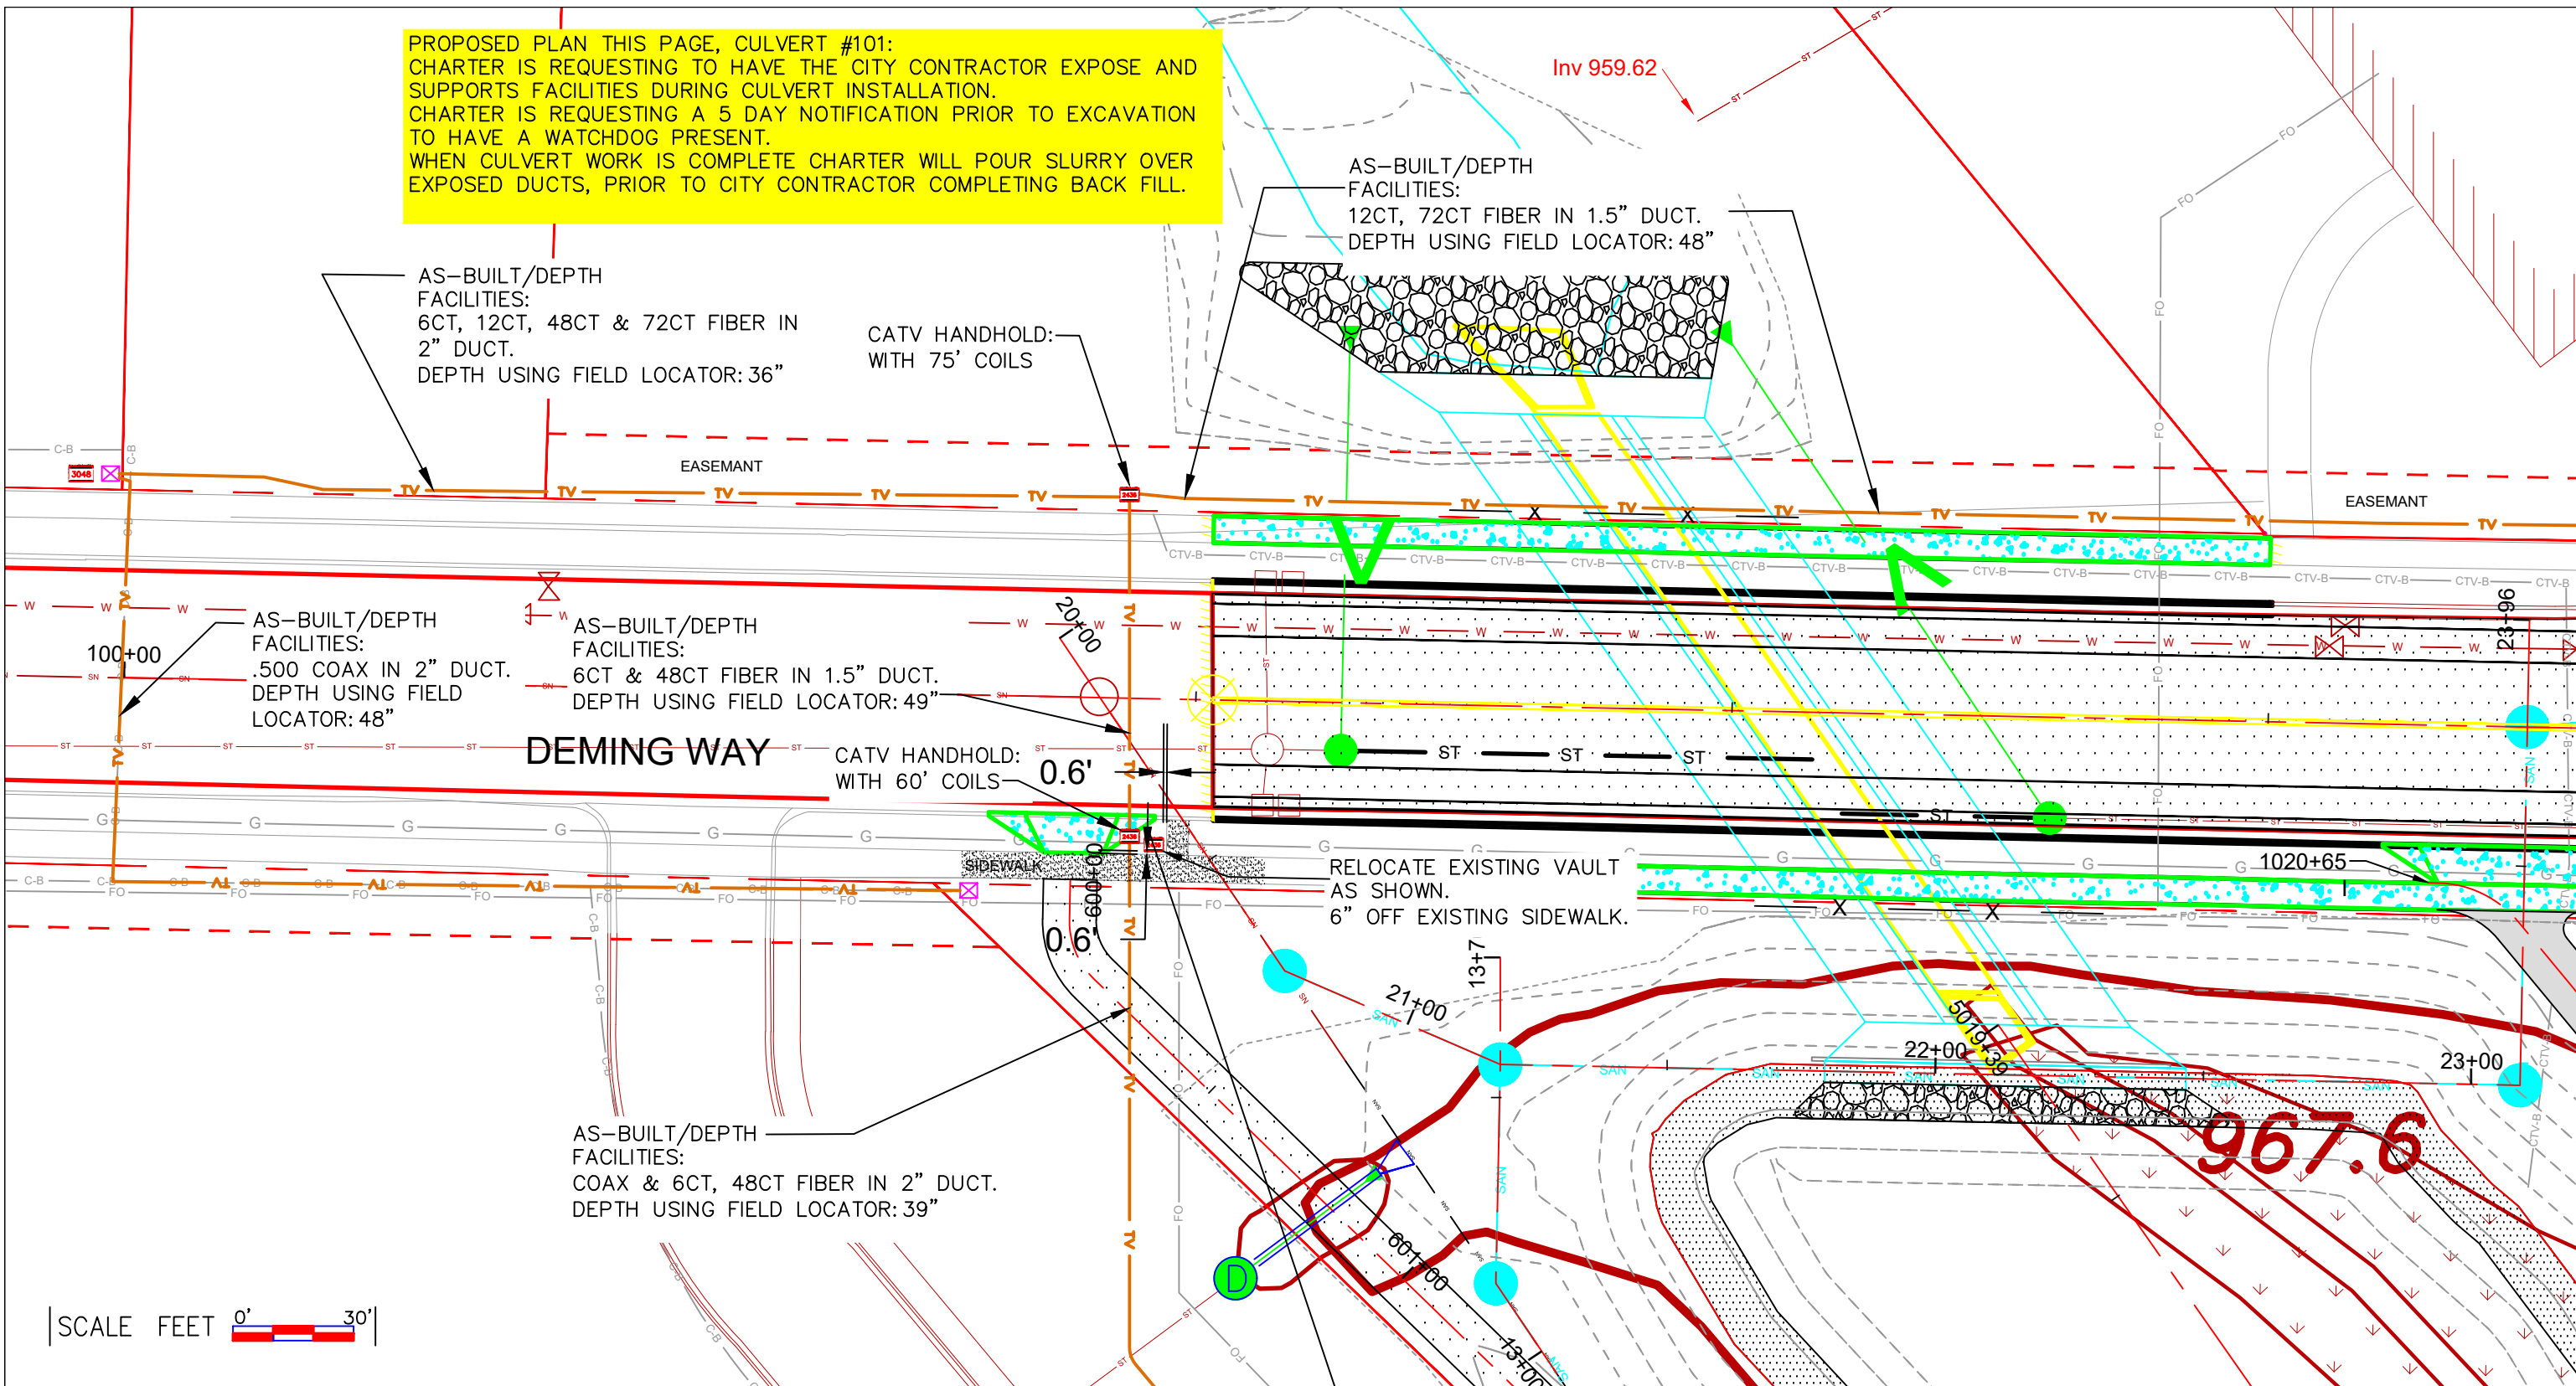 PROPOSED PLAN THIS PAGE, CULVERT #101:
CHARTER IS REQUESTING TO HAVE THE CITY CONTRACTOR EXPOSE AND
SUPPORTS FACILITIES DURING CULVERT INSTALLATION.
CHARTER IS REQUESTING A 5 DAY NOTIFICATION PRIOR TO EXCAVATION
TO HAVE A WATCHDOG PRESENT.
WHEN CULVERT WORK IS COMPLETE CHARTER WILL POUR SLURRY OVER
EXPOSED DUCTS, PRIOR TO CITY CONTRACTOR COMPLETING BACK FILL.
Inv 959.62
AS-BUILT/DEPTH
FACILITIES:
12CT, 72CT FIBER IN 1.5" DUCT.
DEPTH USING FIELD LOCATOR: 48"
AS-BUILT/DEPTH
FACILITIES:
6CT, 12CT, 48CT & 72CT FIBER IN
2" DUCT.
DEPTH USING FIELD LOCATOR: 36"
CATV HANDHOLD:
WITH 75' COILS
EASEMANT
EASEMANT
3048
2436
AS-BUILT/DEPTH
FACILITIES:
.500 COAX IN 2" DUCT.
DEPTH USING FIELD
LOCATOR: 48"
100+00
AS-BUILT/DEPTH
FACILITIES:
6CT & 48CT FIBER IN 1.5" DUCT.
DEPTH USING FIELD LOCATOR: 49"
20+00
23+96
DEMING WAY
CATV HANDHOLD:
WITH 60' COILS
0.6'
2436
SIDEWALK
600+00
0.6'
RELOCATE EXISTING VAULT
AS SHOWN.
6" OFF EXISTING SIDEWALK.
1020+65
13+7
21+00
22+00
5019+39
23+00
967.6
AS-BUILT/DEPTH
FACILITIES:
COAX & 6CT, 48CT FIBER IN 2" DUCT.
DEPTH USING FIELD LOCATOR: 39"
D
601+00
13+00
SCALE FEET 0' 30'